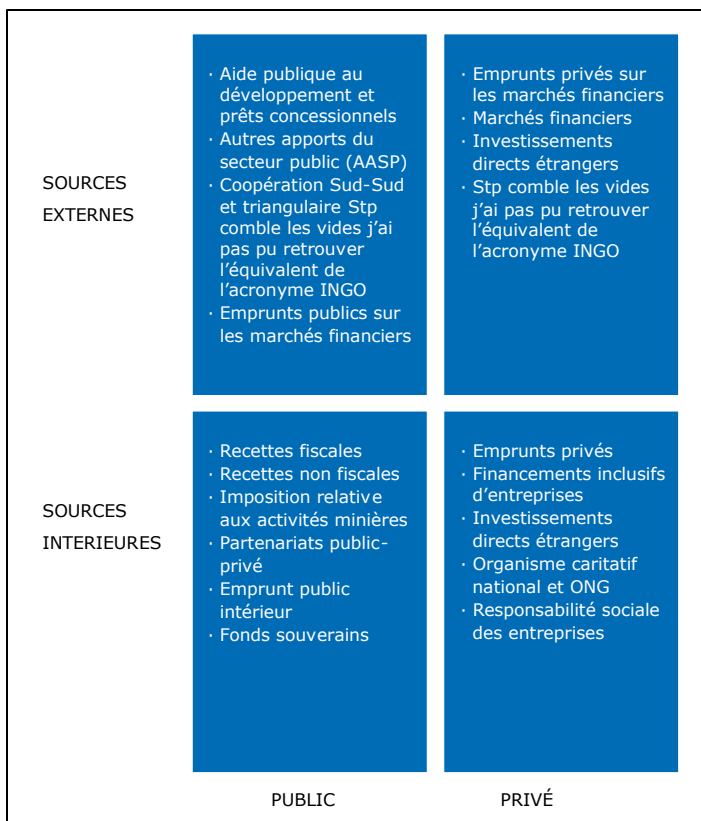 SOURCES
EXTERNES
· Aide publique au
développement et
prêts concessionnels
· Autres apports du
secteur public (AASP)
· Coopération Sud-Sud
et triangulaire Stp
comble les vides j’ai
pas pu retrouver
l’équivalent de
l’acronyme INGO
· Emprunts publics sur
les marchés financiers
· Emprunts privés sur
les marchés financiers
· Marchés financiers
· Investissements
directs étrangers
· Stp comble les vides
j’ai pas pu retrouver
l’équivalent de
l’acronyme INGO
SOURCES
INTERIEURES
· Recettes fiscales
· Recettes non fiscales
· Imposition relative
aux activités minières
· Partenariats public-
privé
· Emprunt public
intérieur
· Fonds souverains
· Emprunts privés
· Financements inclusifs
d’entreprises
· Investissements
directs étrangers
· Organisme caritatif
national et ONG
· Responsabilité sociale
des entreprises
PUBLIC
PRIVÉ